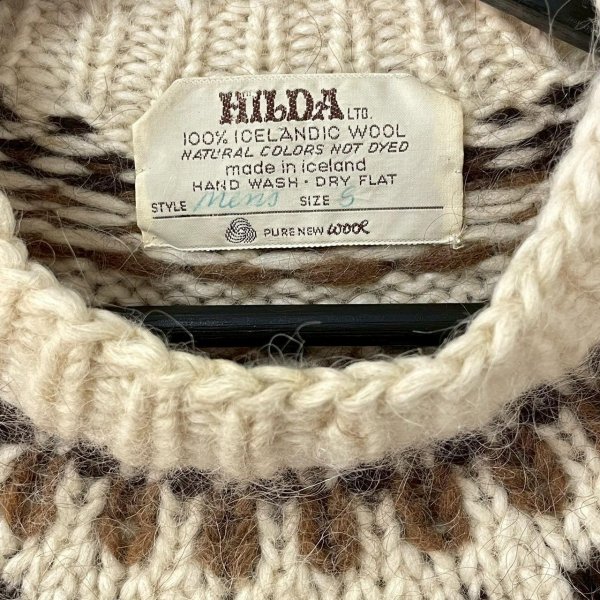 HILDA LTD.
100% ICELANDIC WOOL
NATURAL COLORS NOT DYED
made in iceland
HAND WASH • DRY FLAT
STYLE Mens SIZE
PURE NEW WOOL